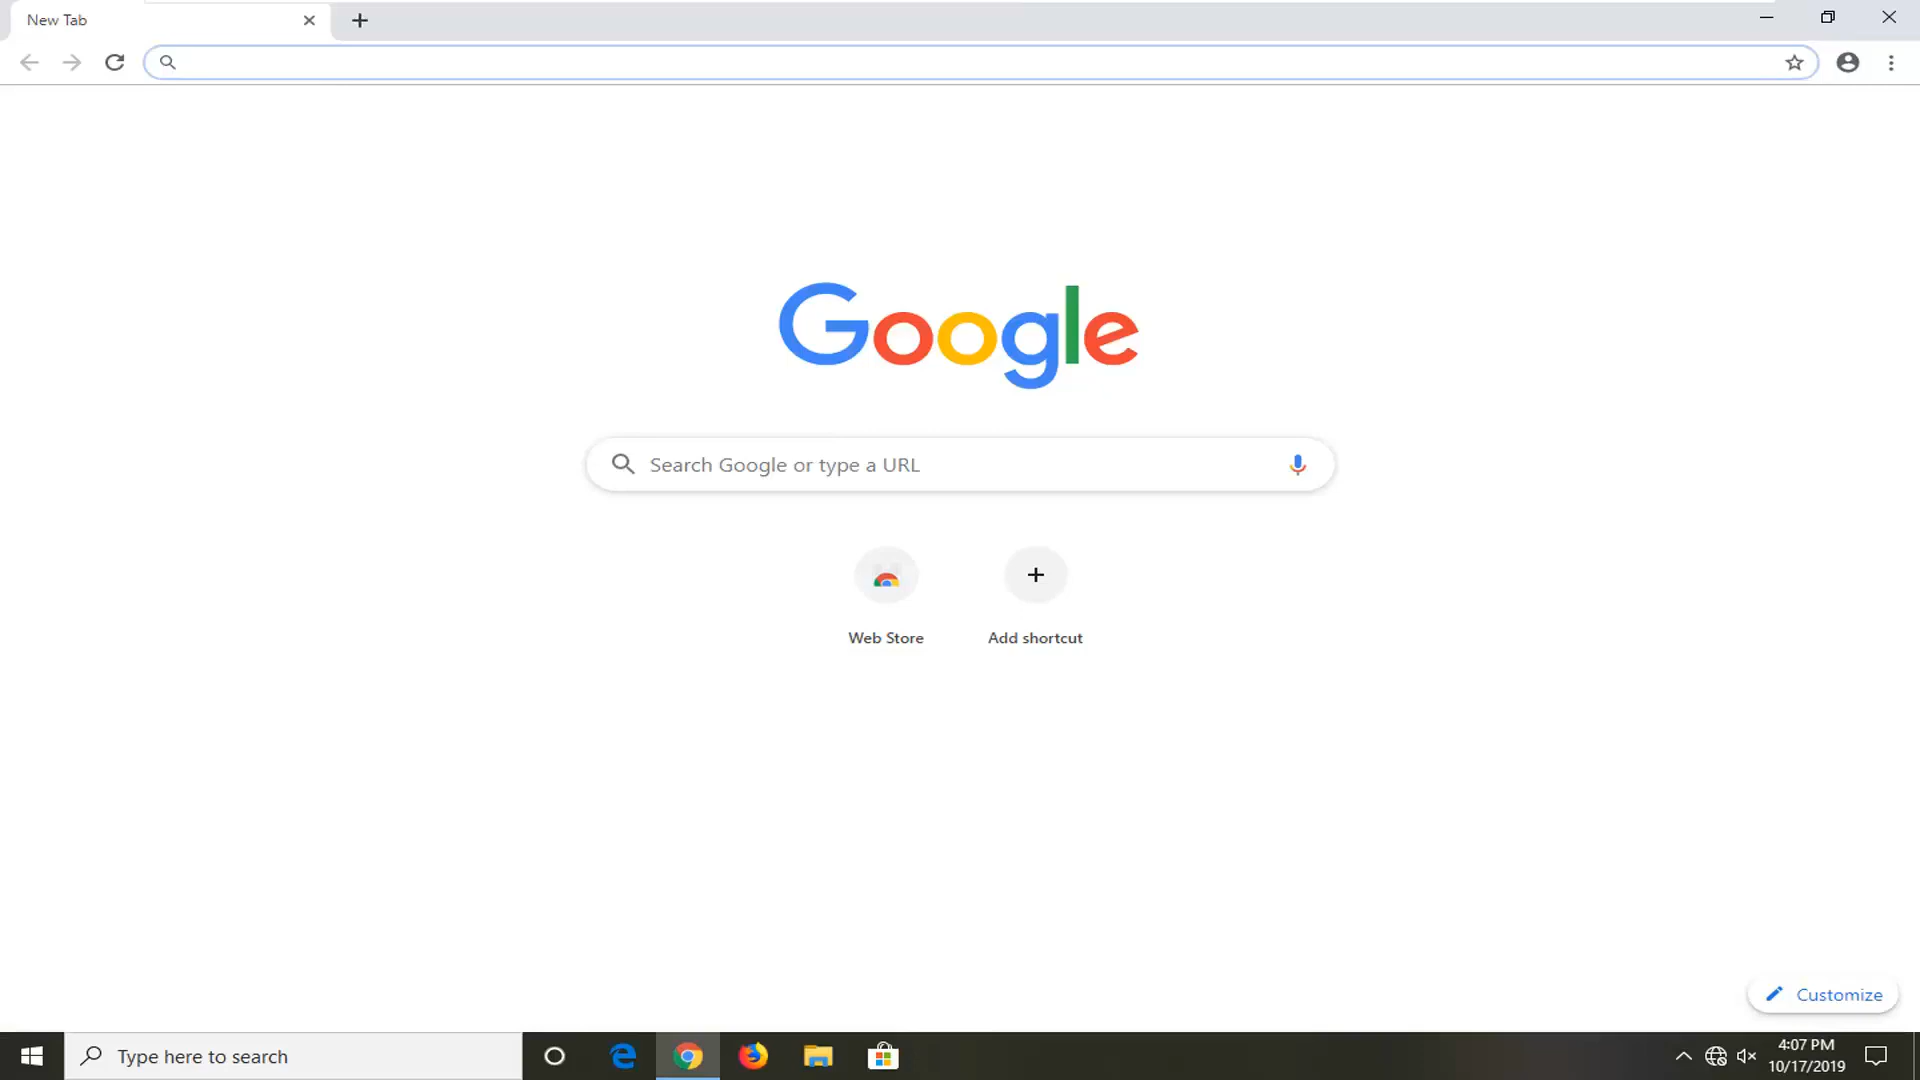 New Tab
Google
Search Google or type a URL
Web Store
Add shortcut
Customize
Type here to search
4:07 PM
10/17/2019